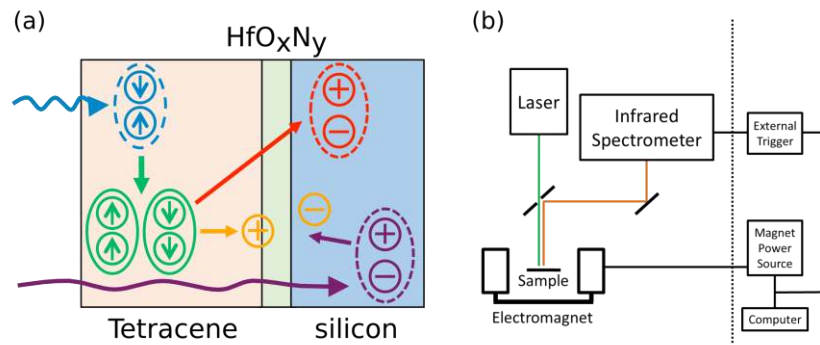 (a)
HfOxNy
Tetracene
silicon
(b)
Laser
Infrared
Spectrometer
External
Trigger
Magnet
Power
Source
Sample
Electromagnet
Computer